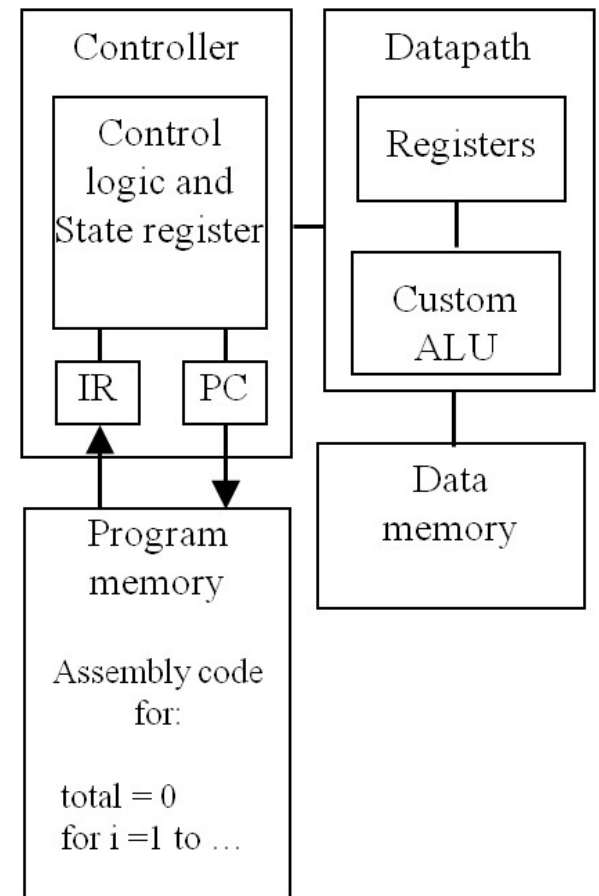 Controller
Control
logic and
State register
IR
PC
Datapath
Registers
Custom
ALU
Data
memory
Program
memory
Assembly code
for:
total = 0
for i =1 to …